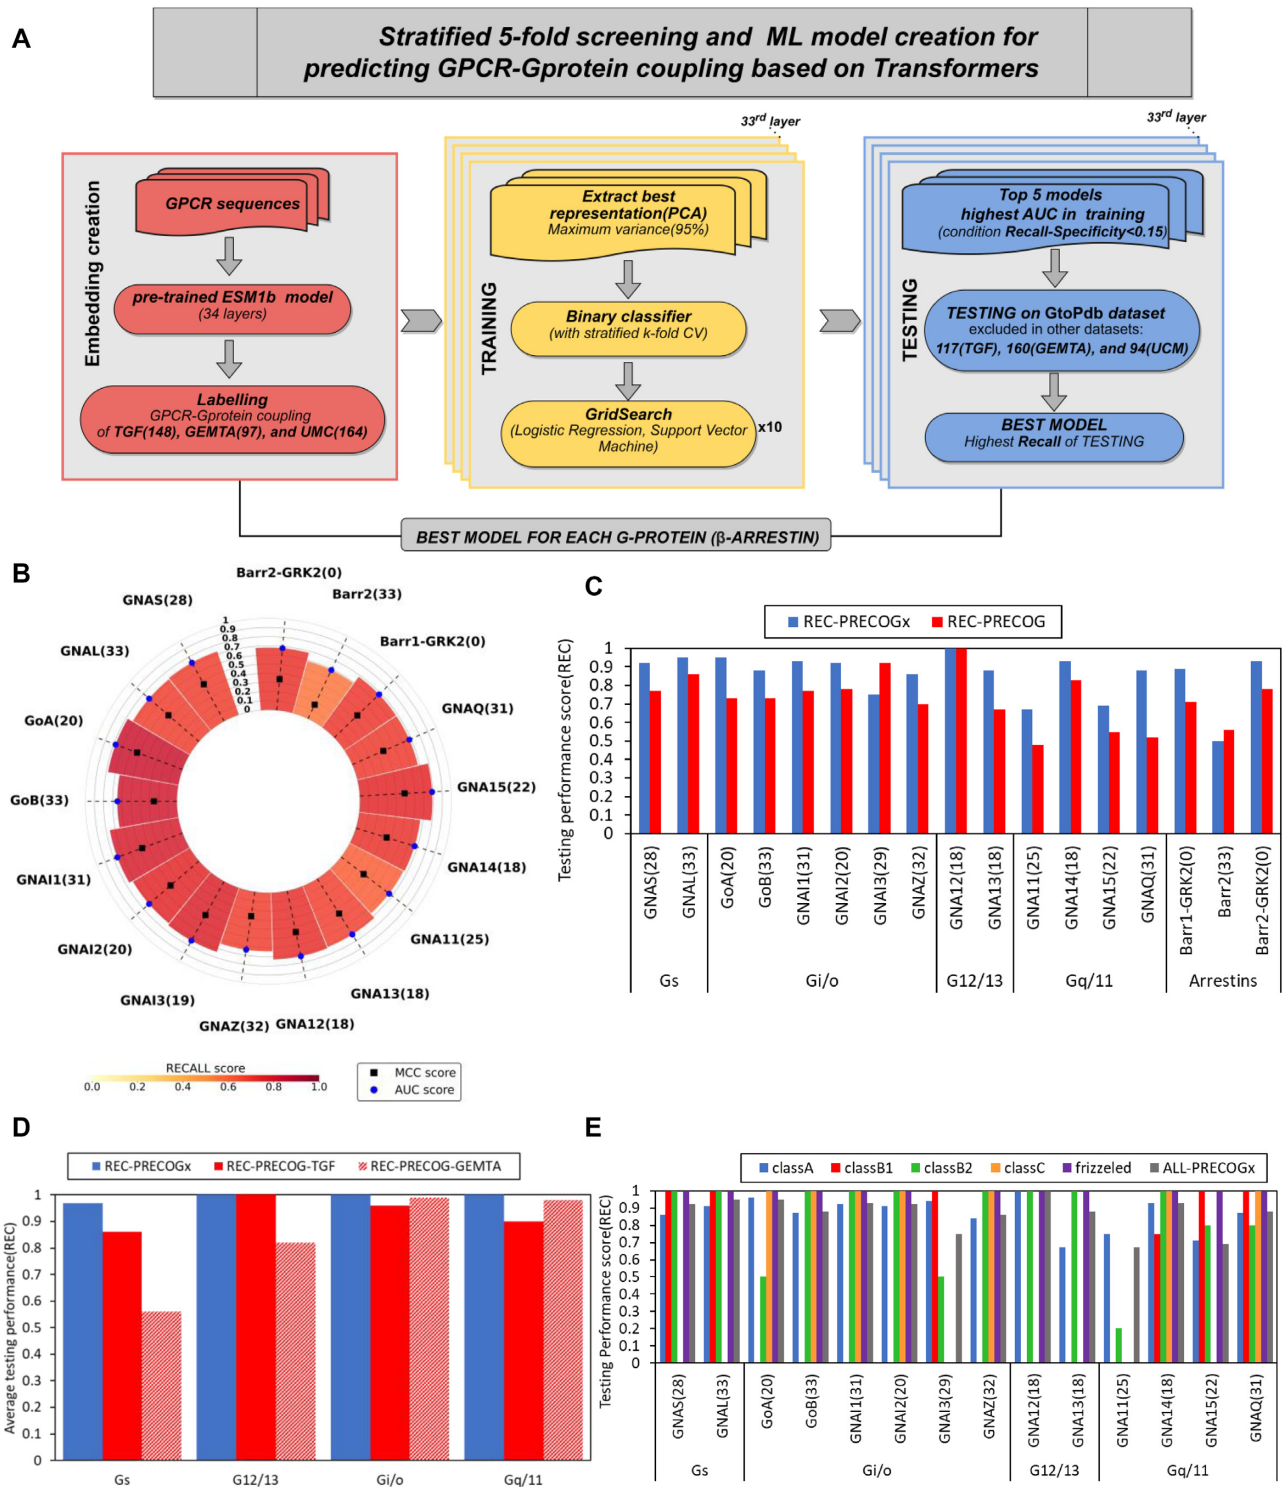 A
Stratified 5-fold screening and ML model creation for
predicting GPCR-Gprotein coupling based on Transformers
33rd layer
33rd layer
Embedding creation
GPCR sequences
pre-trained ESM1b model
(34 layers)
Labelling
GPCR-Gprotein coupling
of TGF(148), GEMTA(97), and UMC(164)
TRAINING
Extract best
representation(PCA)
Maximum variance(95%)
Binary classifier
(with stratified k-fold CV)
GridSearch
(Logistic Regression, Support Vector
Machine)
x10
TESTING
Top 5 models
highest AUC in training
(condition Recall-Specificity<0.15)
TESTING on GtoPdb dataset
excluded in other datasets:
117(TGF), 160(GEMTA), and 94(UCM)
BEST MODEL
Highest Recall of TESTING
BEST MODEL FOR EACH G-PROTEIN (β-ARRESTIN)
B
Barr2-GRK2(0)
Barr2(33)
Barr1-GRK2(0)
GNAQ(31)
GNA15(22)
GNA14(18)
GNA11(25)
GNA13(18)
GNA12(18)
GNAZ(32)
GNAI3(19)
GNAI2(20)
GNAI1(31)
GoB(33)
GoA(20)
GNAL(33)
GNAS(28)
1
0.9
0.8
0.7
0.6
0.5
0.4
0.3
0.2
0.1
0
RECALL score
0.0 0.2 0.4 0.6 0.8 1.0
MCC score
AUC score
C
REC-PRECOGx REC-PRECOG
Testing performance score(REC)
1
0.9
0.8
0.7
0.6
0.5
0.4
0.3
0.2
0.1
0
GNAS(28)
GNAL(33)
GoA(20)
GoB(33)
GNAI1(31)
GNAI2(20)
GNAI3(29)
GNAZ(32)
GNA12(18)
GNA13(18)
GNA11(25)
GNA14(18)
GNA15(22)
GNAQ(31)
Barr1-GRK2(0)
Barr2(33)
Barr2-GRK2(0)
Gs Gi/o G12/13 Gq/11 Arrestins
D
REC-PRECOGx REC-PRECOG-TGF REC-PRECOG-GEMTA
Average testing performance(REC)
1
0.9
0.8
0.7
0.6
0.5
0.4
0.3
0.2
0.1
0
Gs G12/13 Gi/o Gq/11
E
classA classB1 classB2 classC frizzeled ALL-PRECOGx
Testing Performance score(REC)
1
0.9
0.8
0.7
0.6
0.5
0.4
0.3
0.2
0.1
0
GNAS(28)
GNAL(33)
GoA(20)
GoB(33)
GNAI1(31)
GNAI2(20)
GNAI3(29)
GNAZ(32)
GNA12(18)
GNA13(18)
GNA11(25)
GNA14(18)
GNA15(22)
GNAQ(31)
Gs Gi/o G12/13 Gq/11